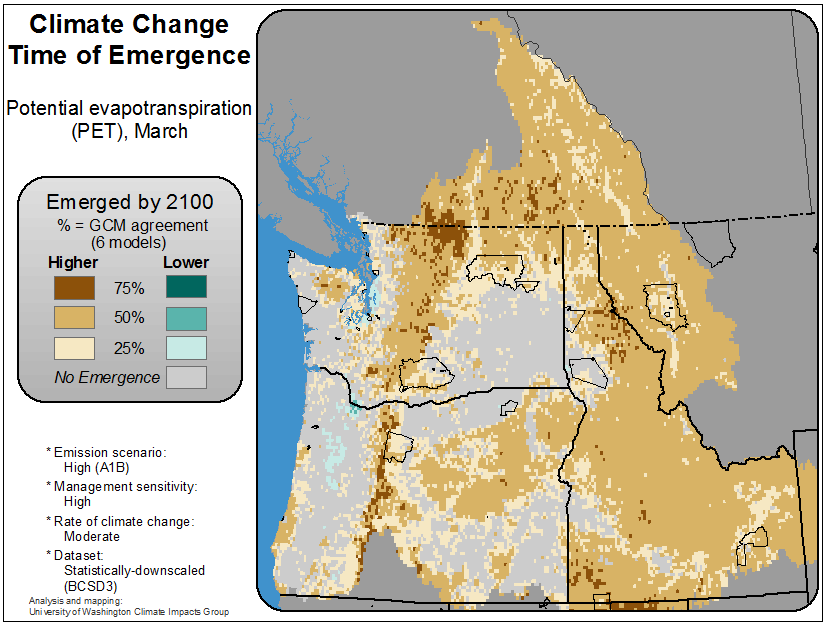 Climate Change
Time of Emergence
Potential evapotranspiration
(PET), March
Emerged by 2100
% = GCM agreement
(6 models)
Higher Lower
75%
50%
25%
No Emergence
* Emission scenario:
High (A1B)
* Management sensitivity:
High
* Rate of climate change:
Moderate
* Dataset:
Statistically-downscaled
(BCSD3)
Analysis and mapping:
University of Washington Climate Impacts Group